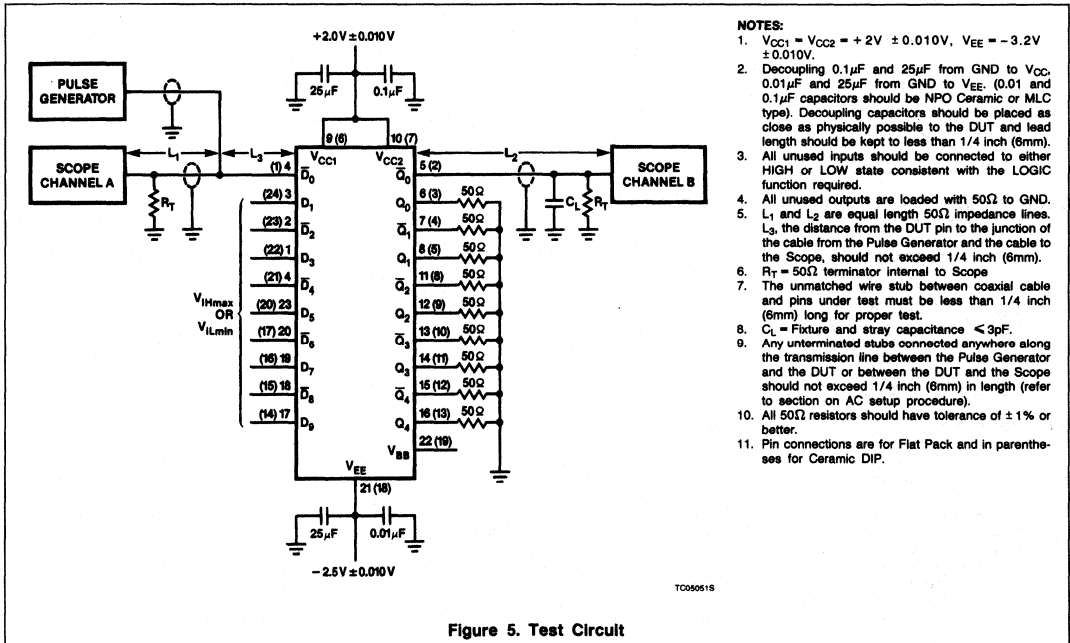 +2.0V ± 0.010V
25μF
0.1μF
PULSE
GENERATOR
9 (6)
10 (7)
L₁
L₃
L₂
V_CC1
V_CC2
SCOPE
CHANNEL A
SCOPE
CHANNEL B
(1) 4
D̅₀
5 (2)
Q̅₀
R_T
C_L
R_T
(24) 3
D₁
6 (3)
Q₀
50Ω
(23) 2
D̅₂
7 (4)
Q̅₁
50Ω
(22) 1
D₃
8 (5)
Q₁
50Ω
(21) 4
D̅₄
11 (8)
Q̅₂
50Ω
V_IHmax
OR
V_ILmin
(20) 23
D₅
12 (9)
Q₂
50Ω
(17) 20
D̅₆
13 (10)
Q̅₃
50Ω
(16) 19
D₇
14 (11)
Q₃
50Ω
(15) 18
D̅₈
15 (12)
Q̅₄
50Ω
(14) 17
D₉
16 (13)
Q₄
50Ω
22 (19)
V_BB
V_EE
21 (18)
25μF
0.01μF
−2.5V ± 0.010V
TC05051S
NOTES:
1. V_CC1 = V_CC2 = +2V ±0.010V, V_EE = −3.2V
±0.010V.
2. Decoupling 0.1μF and 25μF from GND to V_CC,
0.01μF and 25μF from GND to V_EE. (0.01 and
0.1μF capacitors should be NPO Ceramic or MLC
type). Decoupling capacitors should be placed as
close as physically possible to the DUT and lead
length should be kept to less than 1/4 inch (6mm).
3. All unused inputs should be connected to either
HIGH or LOW state consistent with the LOGIC
function required.
4. All unused outputs are loaded with 50Ω to GND.
5. L₁ and L₂ are equal length 50Ω impedance lines.
L₃, the distance from the DUT pin to the junction of
the cable from the Pulse Generator and the cable to
the Scope, should not exceed 1/4 inch (6mm).
6. R_T = 50Ω terminator internal to Scope
7. The unmatched wire stub between coaxial cable
and pins under test must be less than 1/4 inch
(6mm) long for proper test.
8. C_L = Fixture and stray capacitance ≤ 3pF.
9. Any unterminated stubs connected anywhere along
the transmission line between the Pulse Generator
and the DUT or between the DUT and the Scope
should not exceed 1/4 inch (6mm) in length (refer
to section on AC setup procedure).
10. All 50Ω resistors should have tolerance of ±1% or
better.
11. Pin connections are for Flat Pack and in parenthe-
ses for Ceramic DIP.
Figure 5. Test Circuit